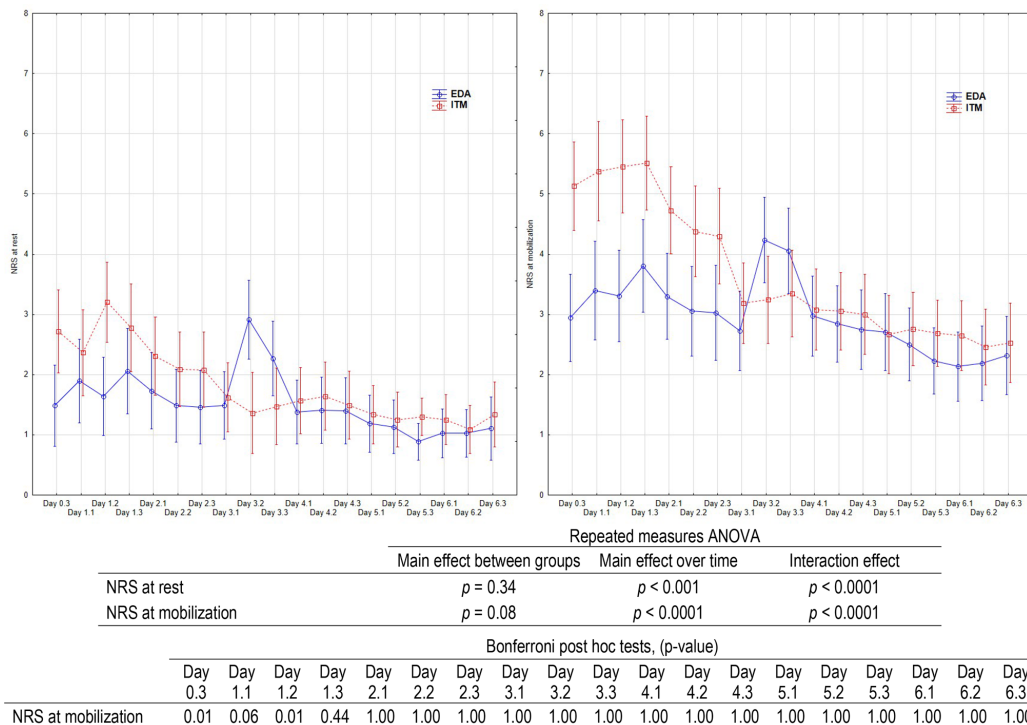 8
7
6
5
4
3
2
1
0
NRS at rest
EDA
ITM
Day 0.3 Day 1.2 Day 2.1 Day 2.3 Day 3.2 Day 4.1 Day 4.3 Day 5.2 Day 6.1 Day 6.3
Day 1.1 Day 1.3 Day 2.2 Day 3.1 Day 3.3 Day 4.2 Day 5.1 Day 5.3 Day 6.2
8
7
6
5
4
3
2
1
0
NRS at mobilization
EDA
ITM
Day 0.3 Day 1.2 Day 2.1 Day 2.3 Day 3.2 Day 4.1 Day 4.3 Day 5.2 Day 6.1 Day 6.3
Day 1.1 Day 1.3 Day 2.2 Day 3.1 Day 3.3 Day 4.2 Day 5.1 Day 5.3 Day 6.2
Repeated measures ANOVA
Main effect between groups Main effect over time Interaction effect
NRS at rest p = 0.34 p < 0.001 p < 0.0001
NRS at mobilization p = 0.08 p < 0.0001 p < 0.0001
Bonferroni post hoc tests, (p-value)
Day Day Day Day Day Day Day Day Day Day Day Day Day Day Day Day Day Day Day
0.3 1.1 1.2 1.3 2.1 2.2 2.3 3.1 3.2 3.3 4.1 4.2 4.3 5.1 5.2 5.3 6.1 6.2 6.3
NRS at mobilization 0.01 0.06 0.01 0.44 1.00 1.00 1.00 1.00 1.00 1.00 1.00 1.00 1.00 1.00 1.00 1.00 1.00 1.00 1.00